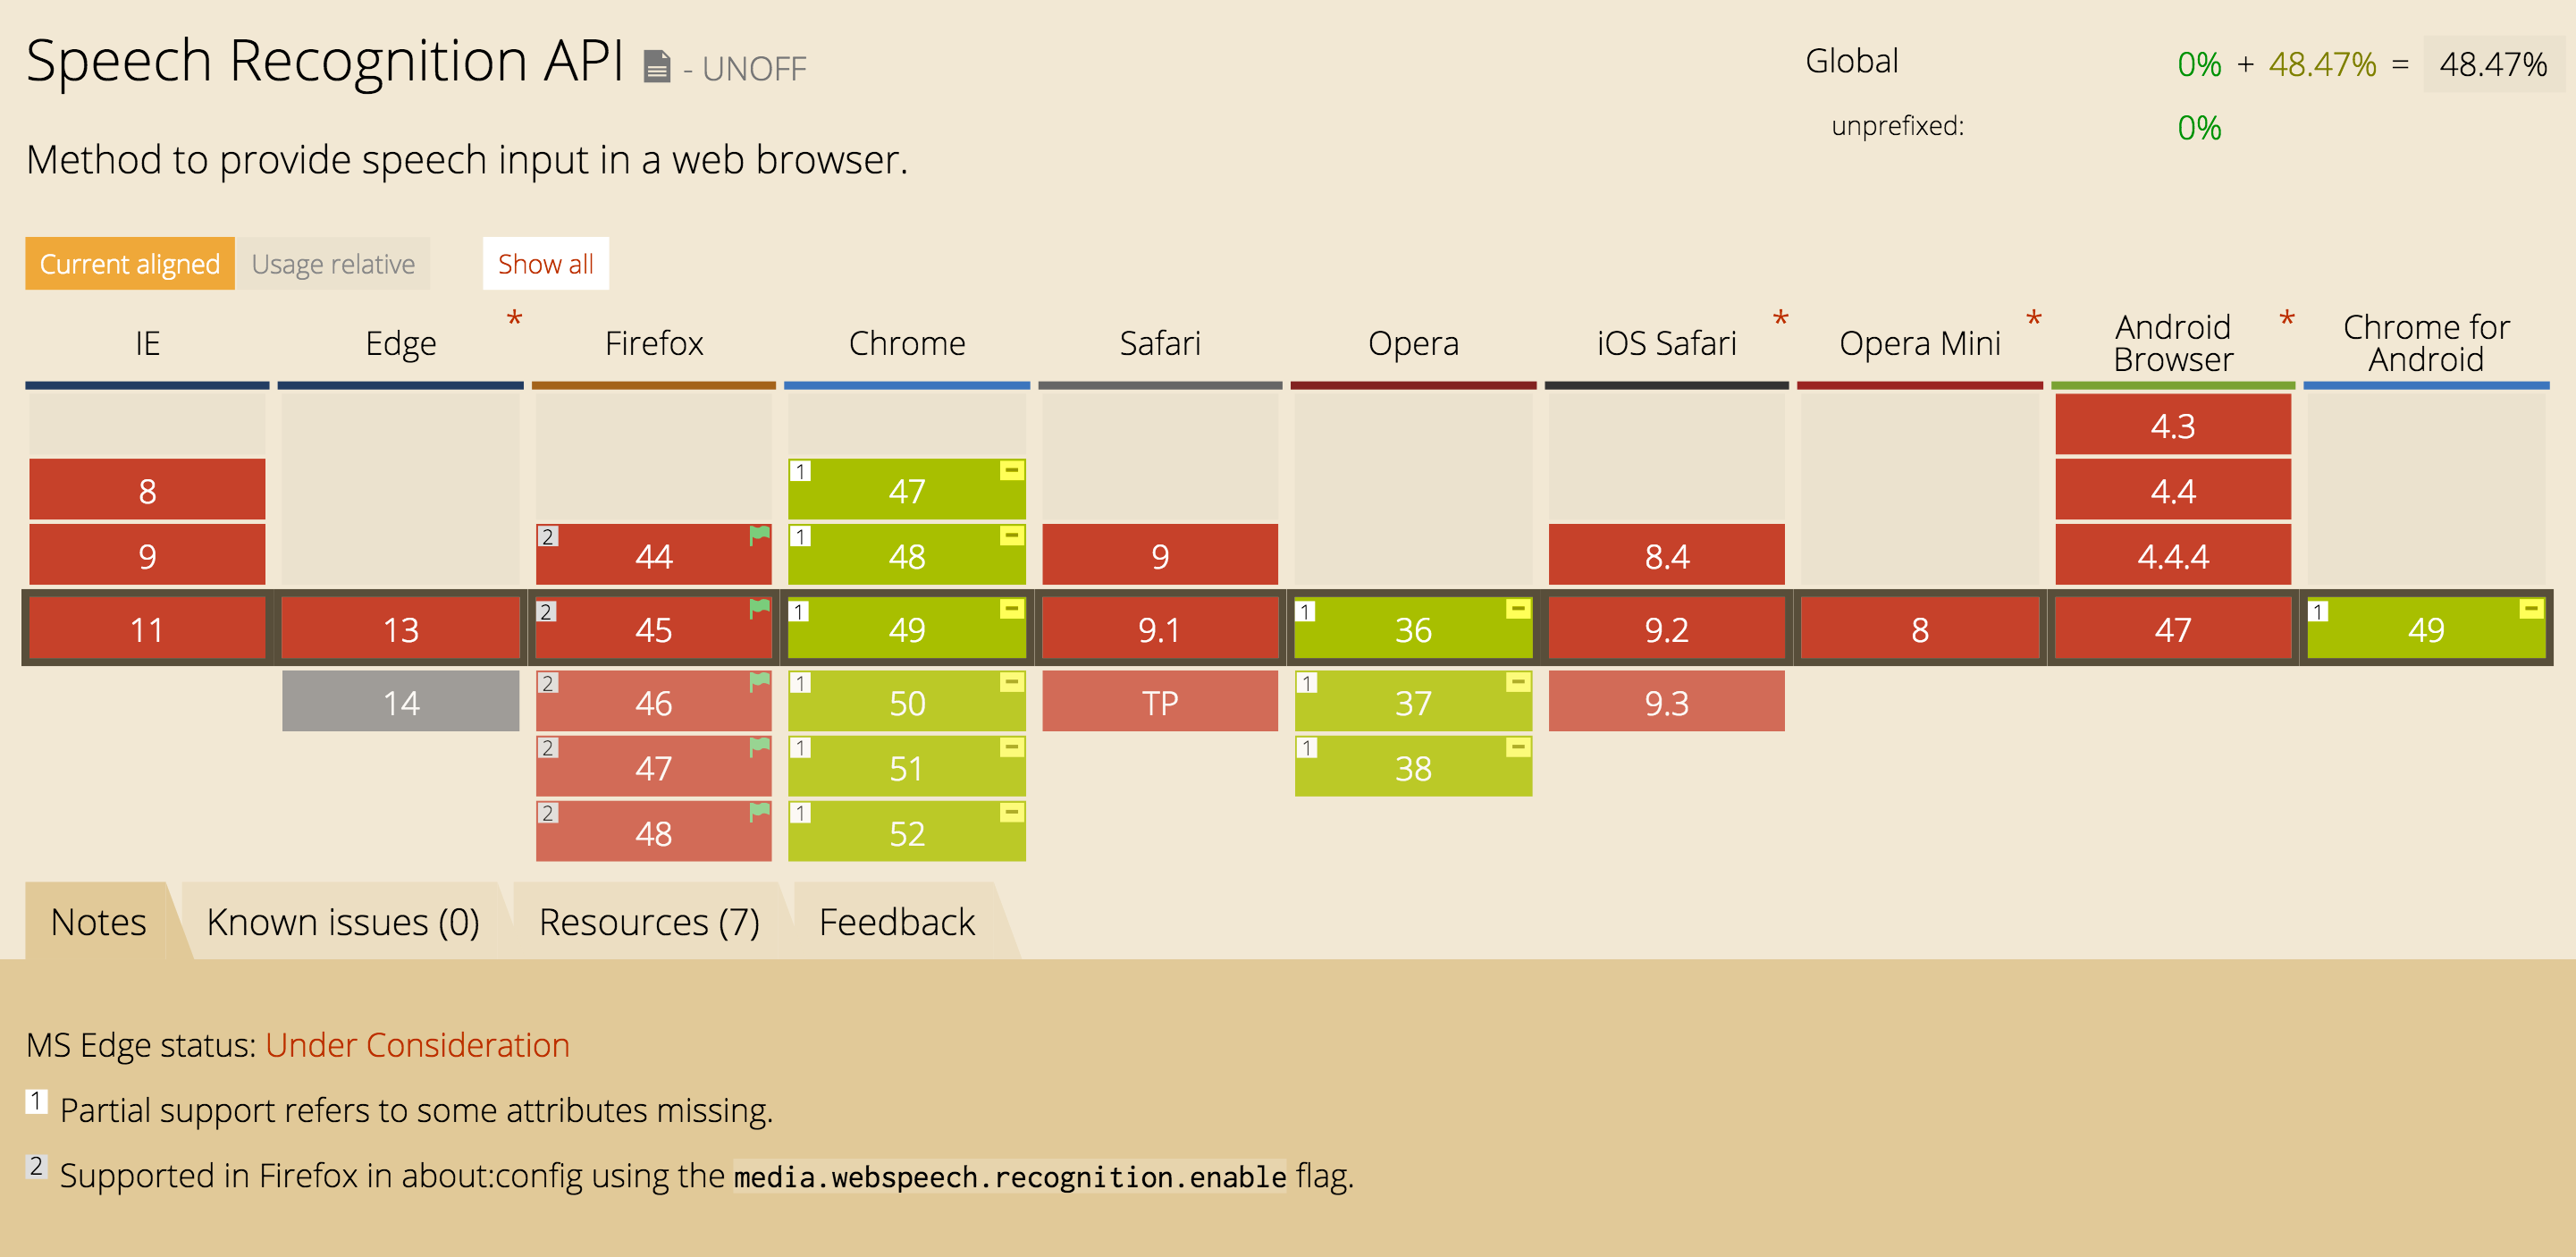 Speech Recognition API - UNOFF
Global 0% + 48.47% = 48.47%
unprefixed: 0%
Method to provide speech input in a web browser.
Current aligned Usage relative Show all
IE Edge * Firefox Chrome Safari Opera iOS Safari * Opera Mini * Android Browser * Chrome for Android
4.3
8 1 47 4.4
9 2 44 1 48 9 8.4 4.4.4
11 13 2 45 1 49 9.1 1 36 9.2 8 47 1 49
14 2 46 1 50 TP 1 37 9.3
2 47 1 51 1 38
2 48 1 52
Notes Known issues (0) Resources (7) Feedback
MS Edge status: Under Consideration
1 Partial support refers to some attributes missing.
2 Supported in Firefox in about:config using the media.webspeech.recognition.enable flag.